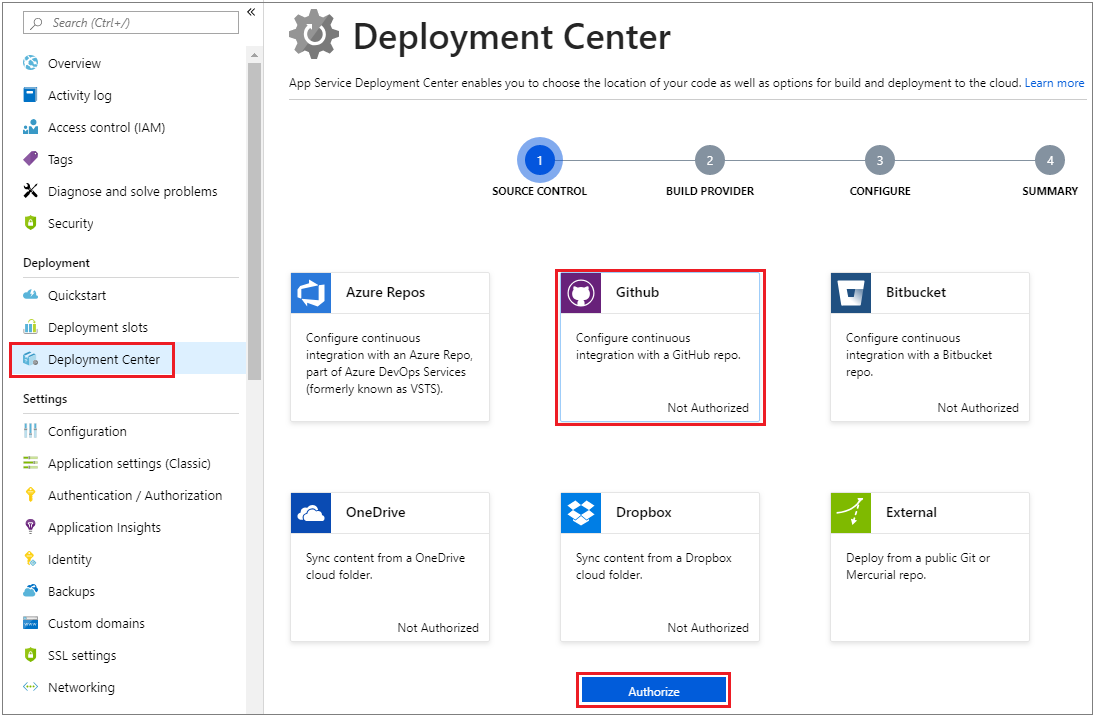 Search (Ctrl+/)
«
Overview
Activity log
Access control (IAM)
Tags
Diagnose and solve problems
Security
Deployment
Quickstart
Deployment slots
Deployment Center
Settings
Configuration
Application settings (Classic)
Authentication / Authorization
Application Insights
Identity
Backups
Custom domains
SSL settings
Networking
Deployment Center
App Service Deployment Center enables you to choose the location of your code as well as options for build and deployment to the cloud. Learn more
1
SOURCE CONTROL
2
BUILD PROVIDER
3
CONFIGURE
4
SUMMARY
Azure Repos
Configure continuous
integration with an Azure Repo,
part of Azure DevOps Services
(formerly known as VSTS).
Github
Configure continuous
integration with a GitHub repo.
Not Authorized
Bitbucket
Configure continuous
integration with a Bitbucket
repo.
Not Authorized
OneDrive
Sync content from a OneDrive
cloud folder.
Not Authorized
Dropbox
Sync content from a Dropbox
cloud folder.
Not Authorized
External
Deploy from a public Git or
Mercurial repo.
Authorize